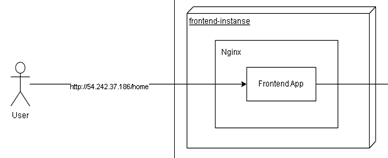 frontend-instanse
Nginx
Frontend App
http://54.242.37.186/home
User